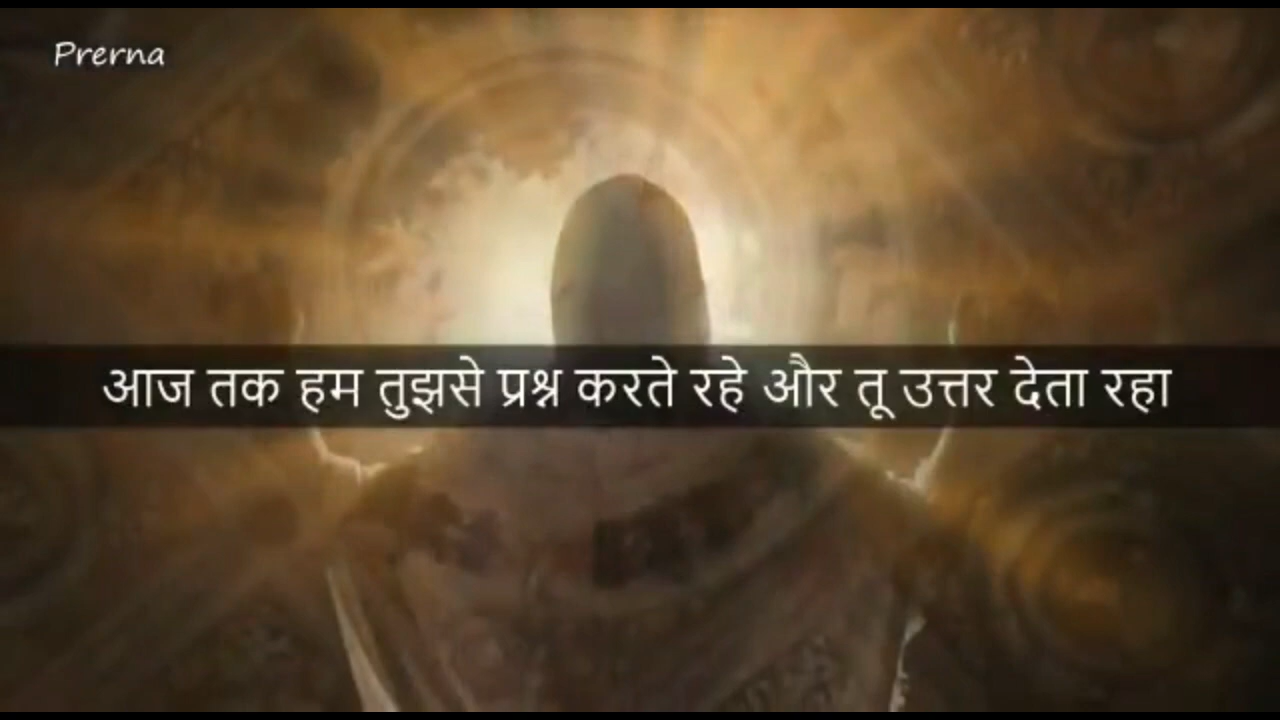 Prerna
आज तक हम तुझसे प्रश्न करते रहे और तू उत्तर देता रहा